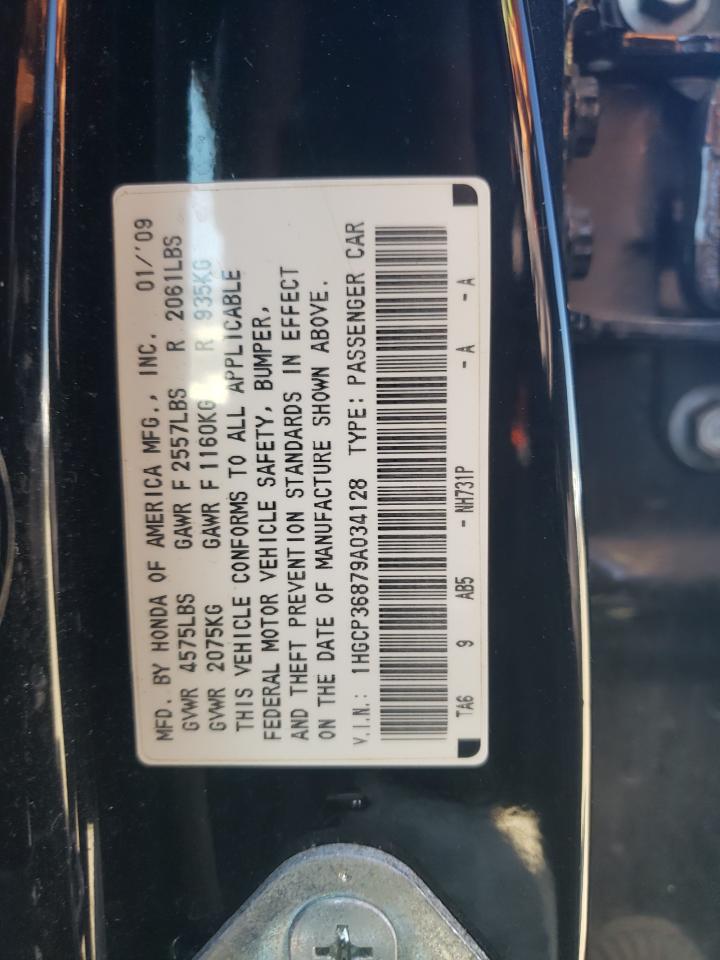 MFD. BY HONDA OF AMERICA MFG., INC. 01/'09
GVWR 4575LBS GAWR F 2557LBS R 2061LBS
GVWR 2075KG GAWR F 1160KG R 935KG
THIS VEHICLE CONFORMS TO ALL APPLICABLE
FEDERAL MOTOR VEHICLE SAFETY, BUMPER,
AND THEFT PREVENTION STANDARDS IN EFFECT
ON THE DATE OF MANUFACTURE SHOWN ABOVE.
V.I.N.: 1HGCP36879A034128 TYPE: PASSENGER CAR
TA6 9 AB5 - NH731P - A - A